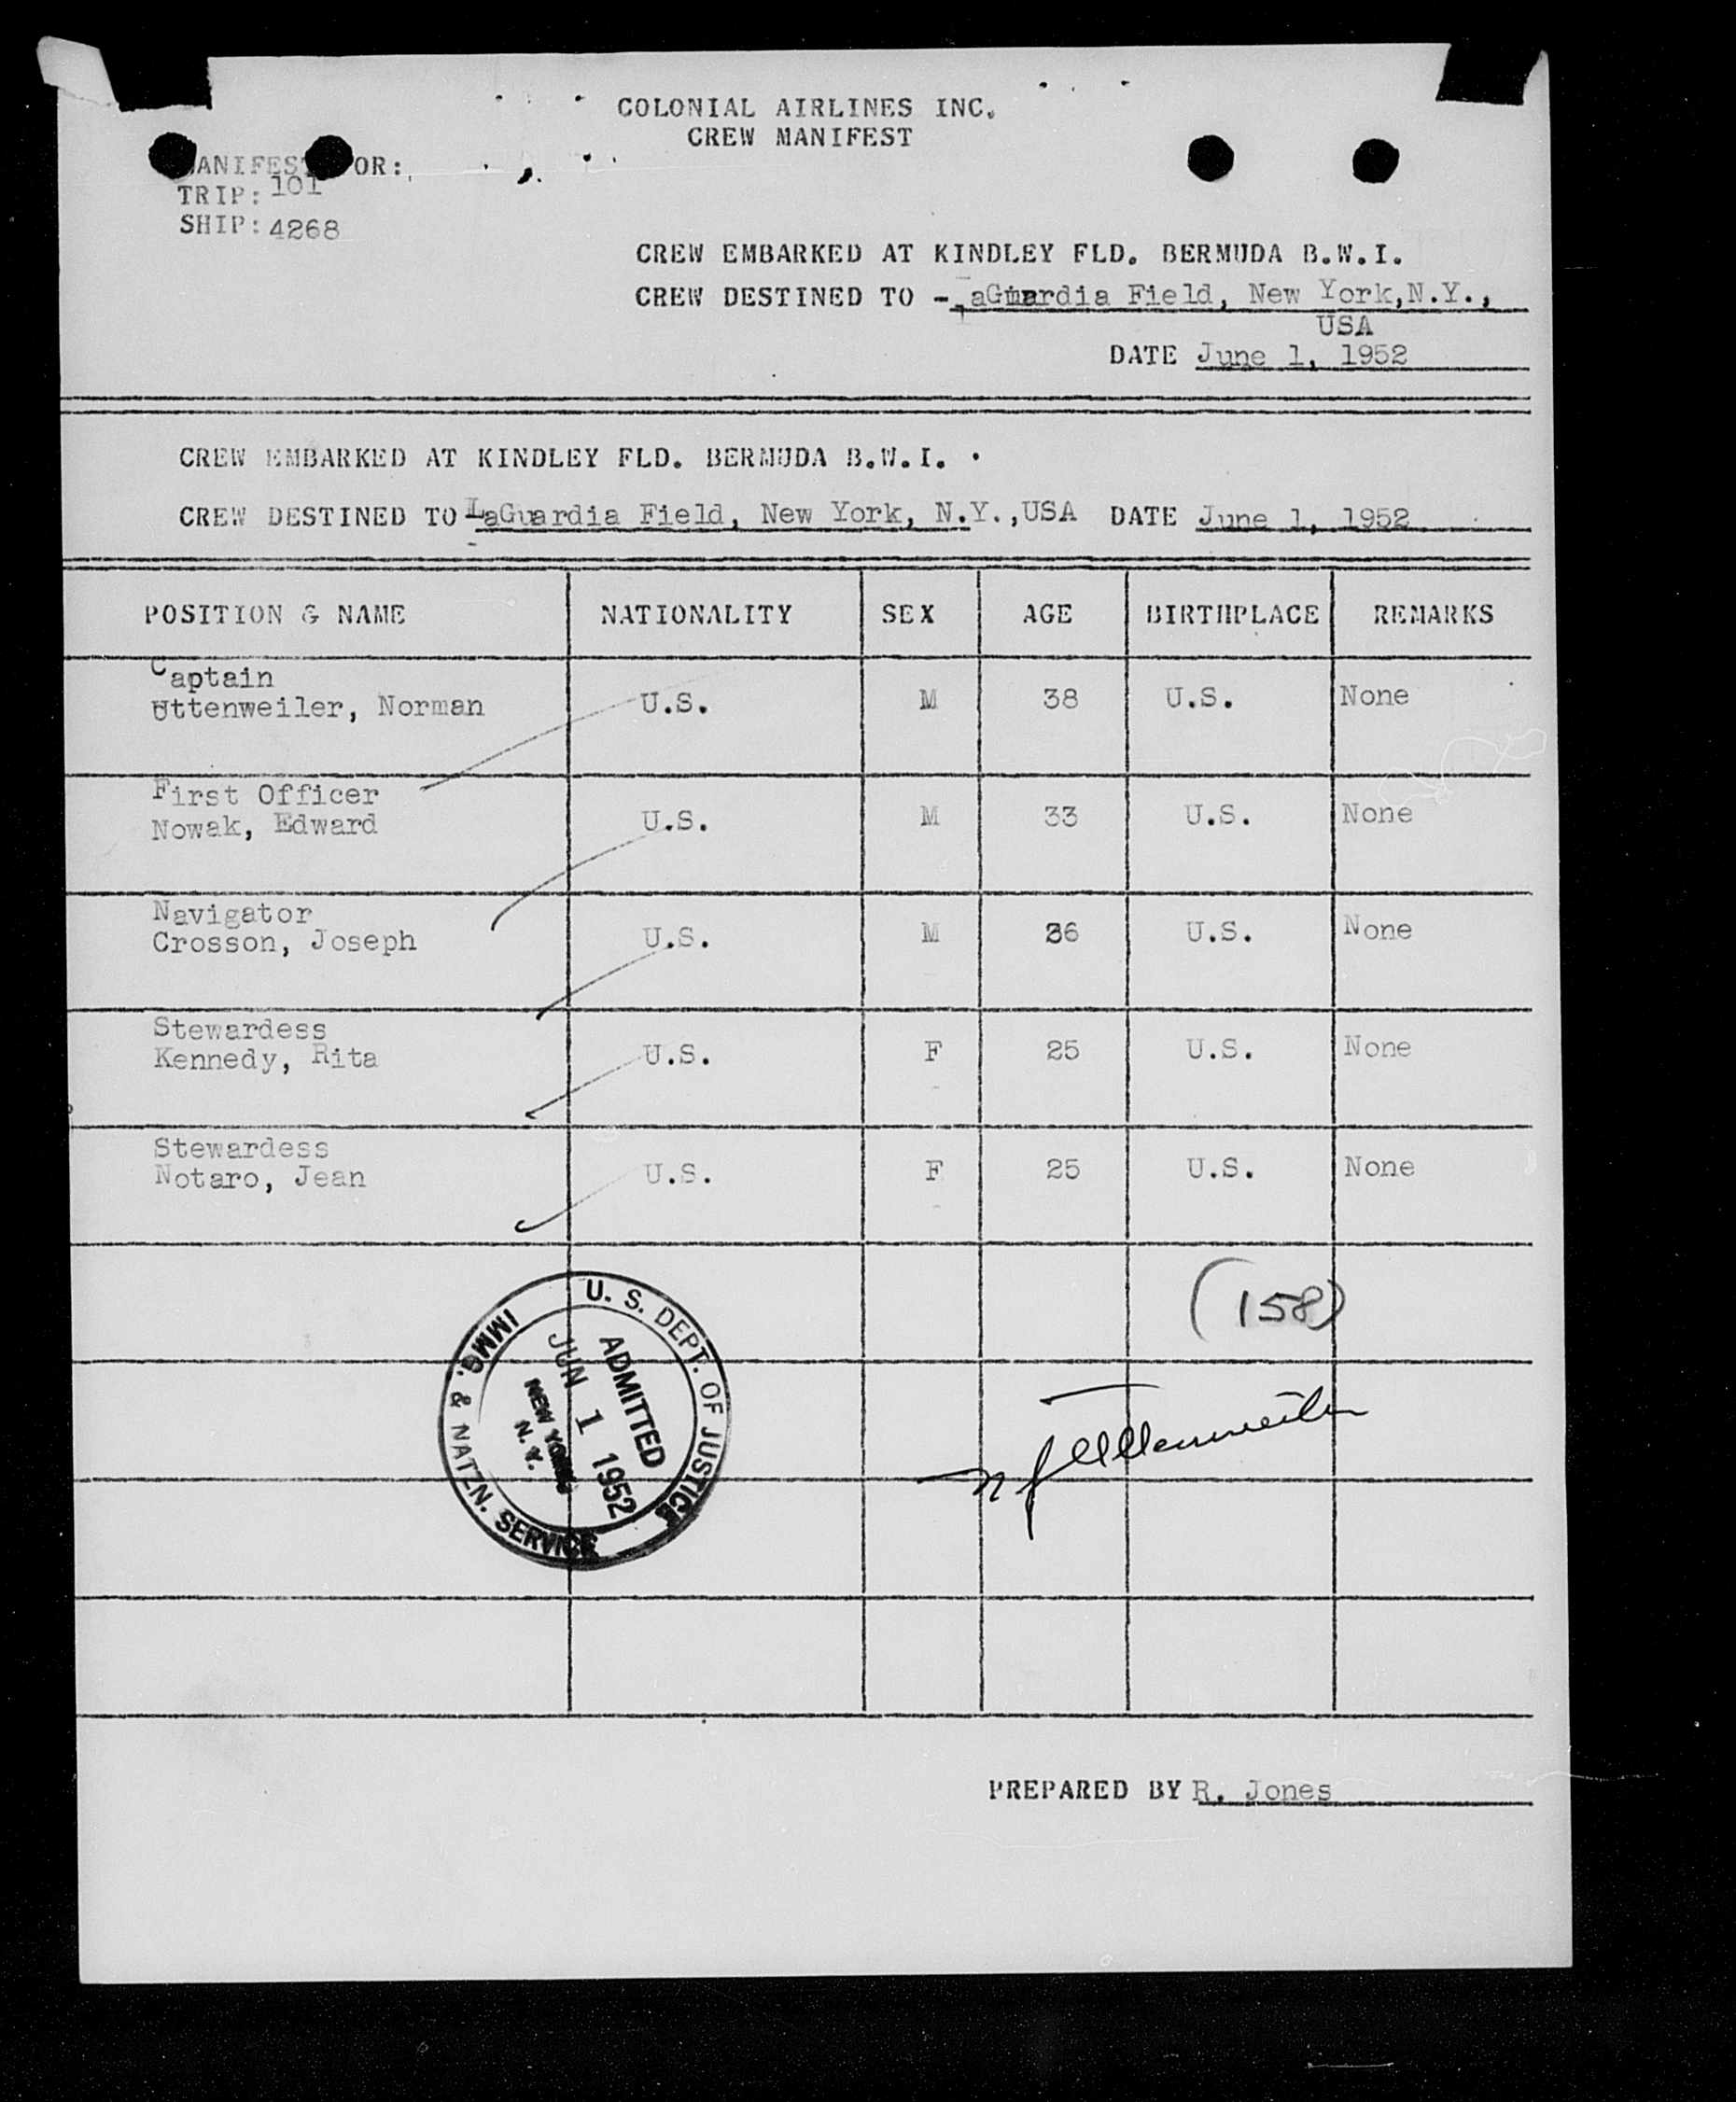 COLONIAL AIRLINES INC.
CREW MANIFEST
MANIFEST FOR:
TRIP: 101
SHIP: 4268
CREW EMBARKED AT KINDLEY FLD. BERMUDA B.W.I.
CREW DESTINED TO - LaGuardia Field, New York, N.Y.,
USA
DATE June 1, 1952
CREW EMBARKED AT KINDLEY FLD. BERMUDA B.W.I.
CREW DESTINED TO LaGuardia Field, New York, N.Y.,USA DATE June 1, 1952
POSITION & NAME NATIONALITY SEX AGE BIRTHPLACE REMARKS
Captain
Uttenweiler, Norman U.S. M 38 U.S. None
First Officer
Nowak, Edward U.S. M 33 U.S. None
Navigator
Crosson, Joseph U.S. M 36 U.S. None
Stewardess
Kennedy, Rita U.S. F 25 U.S. None
Stewardess
Notaro, Jean U.S. F 25 U.S. None
(158)
U. S. DEPT. OF JUSTICE
ADMITTED
JUN 1 1952
NEW YORK
N. Y.
IMMG. & NATZN. SERVICE
N J Uttenweiler
PREPARED BY R. Jones